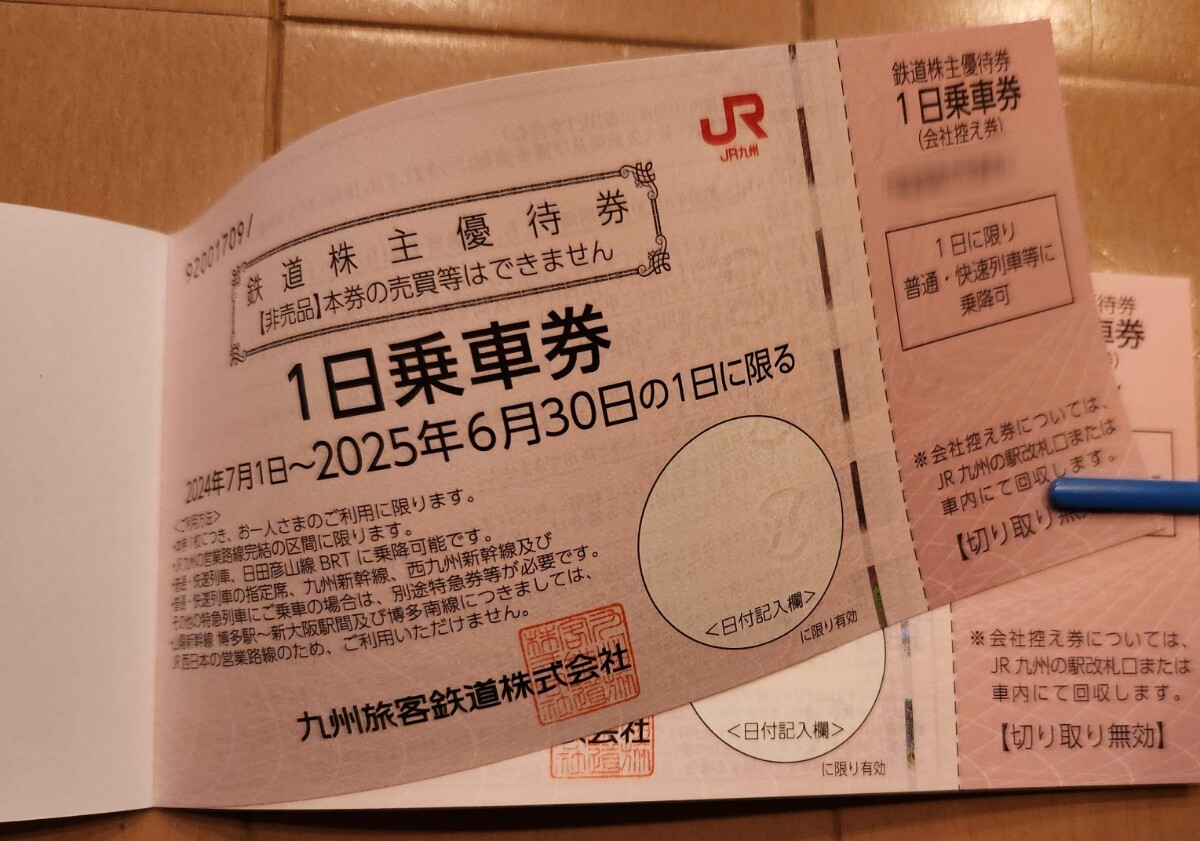 92001709
JR
JR九州
鉄道株主優待券
【非売品】本券の売買等はできません
1日乗車券
2024年7月1日～2025年6月30日の1日に限る
<ご利用方法>
・本券1枚につき、お一人さまのご利用に限ります。
・JR九州の営業路線完結の区間に限ります。
・普通・快速列車、日田彦山線BRTに乗降可能です。
・普通・快速列車の指定席、九州新幹線、西九州新幹線及び
その他の特急列車にご乗車の場合は、別途特急券等が必要です。
・山陽新幹線 博多駅～新大阪駅間及び博多南線につきましては、
JR西日本の営業路線のため、ご利用いただけません。
九州旅客鉄道株式会社
<日付記入欄>
に限り有効
鉄道株主優待券
1日乗車券
(会社控え券)
1日に限り
普通・快速列車等に
乗降可
※会社控え券については、
JR九州の駅改札口または
車内にて回収します。
【切り取り無
待券
車券
会社
<日付記入欄>
に限り有効
※会社控え券については、
JR九州の駅改札口または
車内にて回収します。
【切り取り無効】